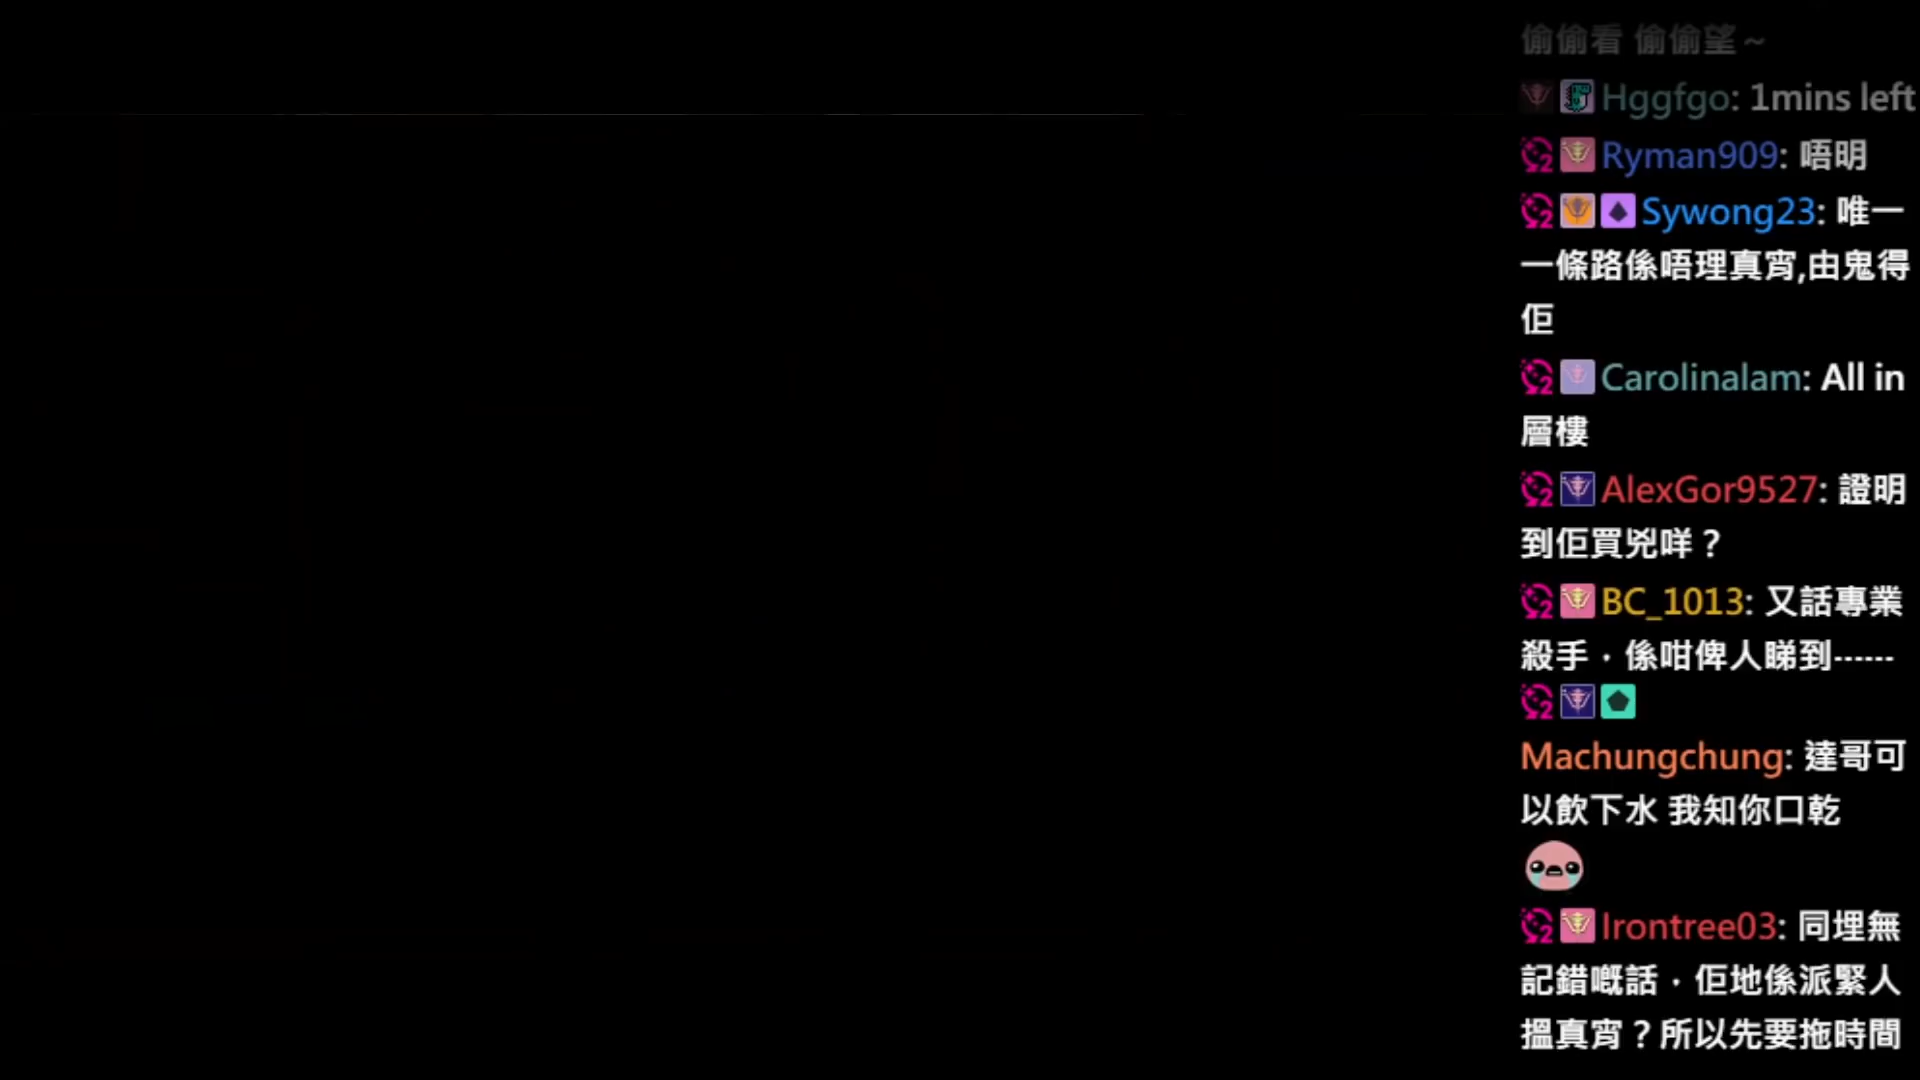 偷偷看 偷偷望~
Hggfgo: 1mins left
Ryman909: 唔明
Sywong23: 唯一
一條路係唔理真宵,由鬼得
佢
Carolinalam: All in
層樓
AlexGor9527: 證明
到佢買兇咩？
BC_1013: 又話專業
殺手，係咁俾人睇到------
Machungchung: 達哥可
以飲下水 我知你口乾
Irontree03: 同埋無
記錯嘅話，佢地係派緊人
搵真宵？所以先要拖時間